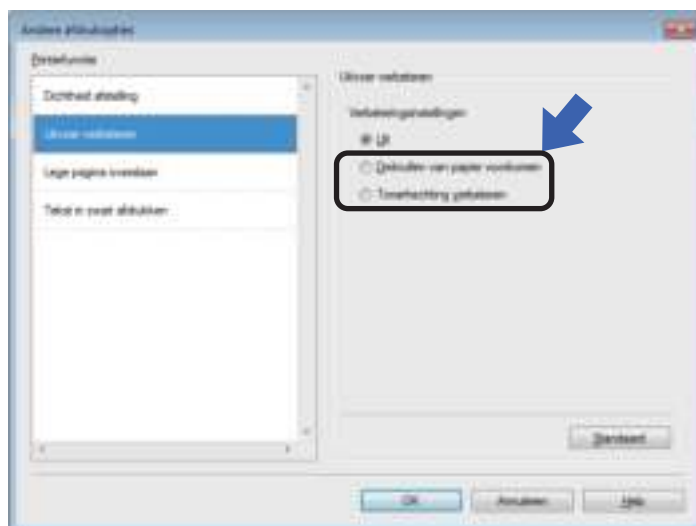 Andere afdrukopties
Printerfunctie
Dichtheid afstelling
Uitvoer verbeteren
Lege pagina overslaan
Tekst in zwart afdrukken
Uitvoer verbeteren
Verbeteringsinstellingen
Uit
Omkrullen van papier voorkomen
Tonerhechting verbeteren
Standaard
OK
Annuleren
Help